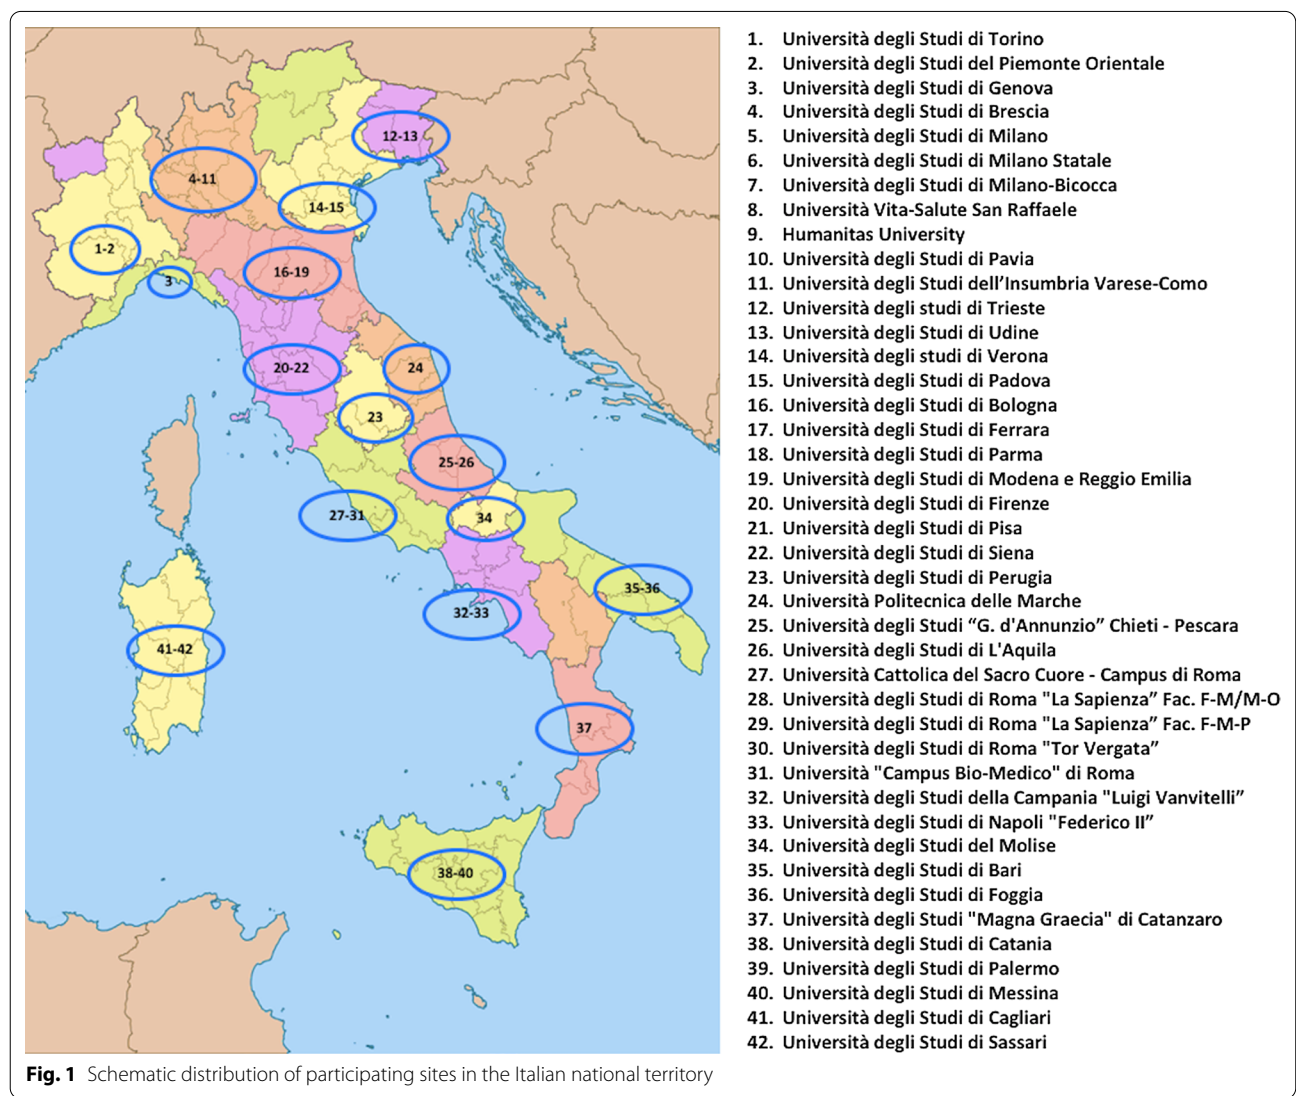 12-13
4-11
14-15
1-2
16-19
3
20-22
24
23
25-26
27-31
34
35-36
32-33
41-42
37
38-40
1. Università degli Studi di Torino
2. Università degli Studi del Piemonte Orientale
3. Università degli Studi di Genova
4. Università degli Studi di Brescia
5. Università degli Studi di Milano
6. Università degli Studi di Milano Statale
7. Università degli Studi di Milano-Bicocca
8. Università Vita-Salute San Raffaele
9. Humanitas University
10. Università degli Studi di Pavia
11. Università degli Studi dell’Insumbria Varese-Como
12. Università degli studi di Trieste
13. Università degli Studi di Udine
14. Università degli studi di Verona
15. Università degli Studi di Padova
16. Università degli Studi di Bologna
17. Università degli Studi di Ferrara
18. Università degli Studi di Parma
19. Università degli Studi di Modena e Reggio Emilia
20. Università degli Studi di Firenze
21. Università degli Studi di Pisa
22. Università degli Studi di Siena
23. Università degli Studi di Perugia
24. Università Politecnica delle Marche
25. Università degli Studi “G. d'Annunzio” Chieti - Pescara
26. Università degli Studi di L'Aquila
27. Università Cattolica del Sacro Cuore - Campus di Roma
28. Università degli Studi di Roma "La Sapienza” Fac. F-M/M-O
29. Università degli Studi di Roma "La Sapienza” Fac. F-M-P
30. Università degli Studi di Roma "Tor Vergata”
31. Università "Campus Bio-Medico" di Roma
32. Università degli Studi della Campania "Luigi Vanvitelli”
33. Università degli Studi di Napoli "Federico II”
34. Università degli Studi del Molise
35. Università degli Studi di Bari
36. Università degli Studi di Foggia
37. Università degli Studi "Magna Graecia" di Catanzaro
38. Università degli Studi di Catania
39. Università degli Studi di Palermo
40. Università degli Studi di Messina
41. Università degli Studi di Cagliari
42. Università degli Studi di Sassari
Fig. 1 Schematic distribution of participating sites in the Italian national territory